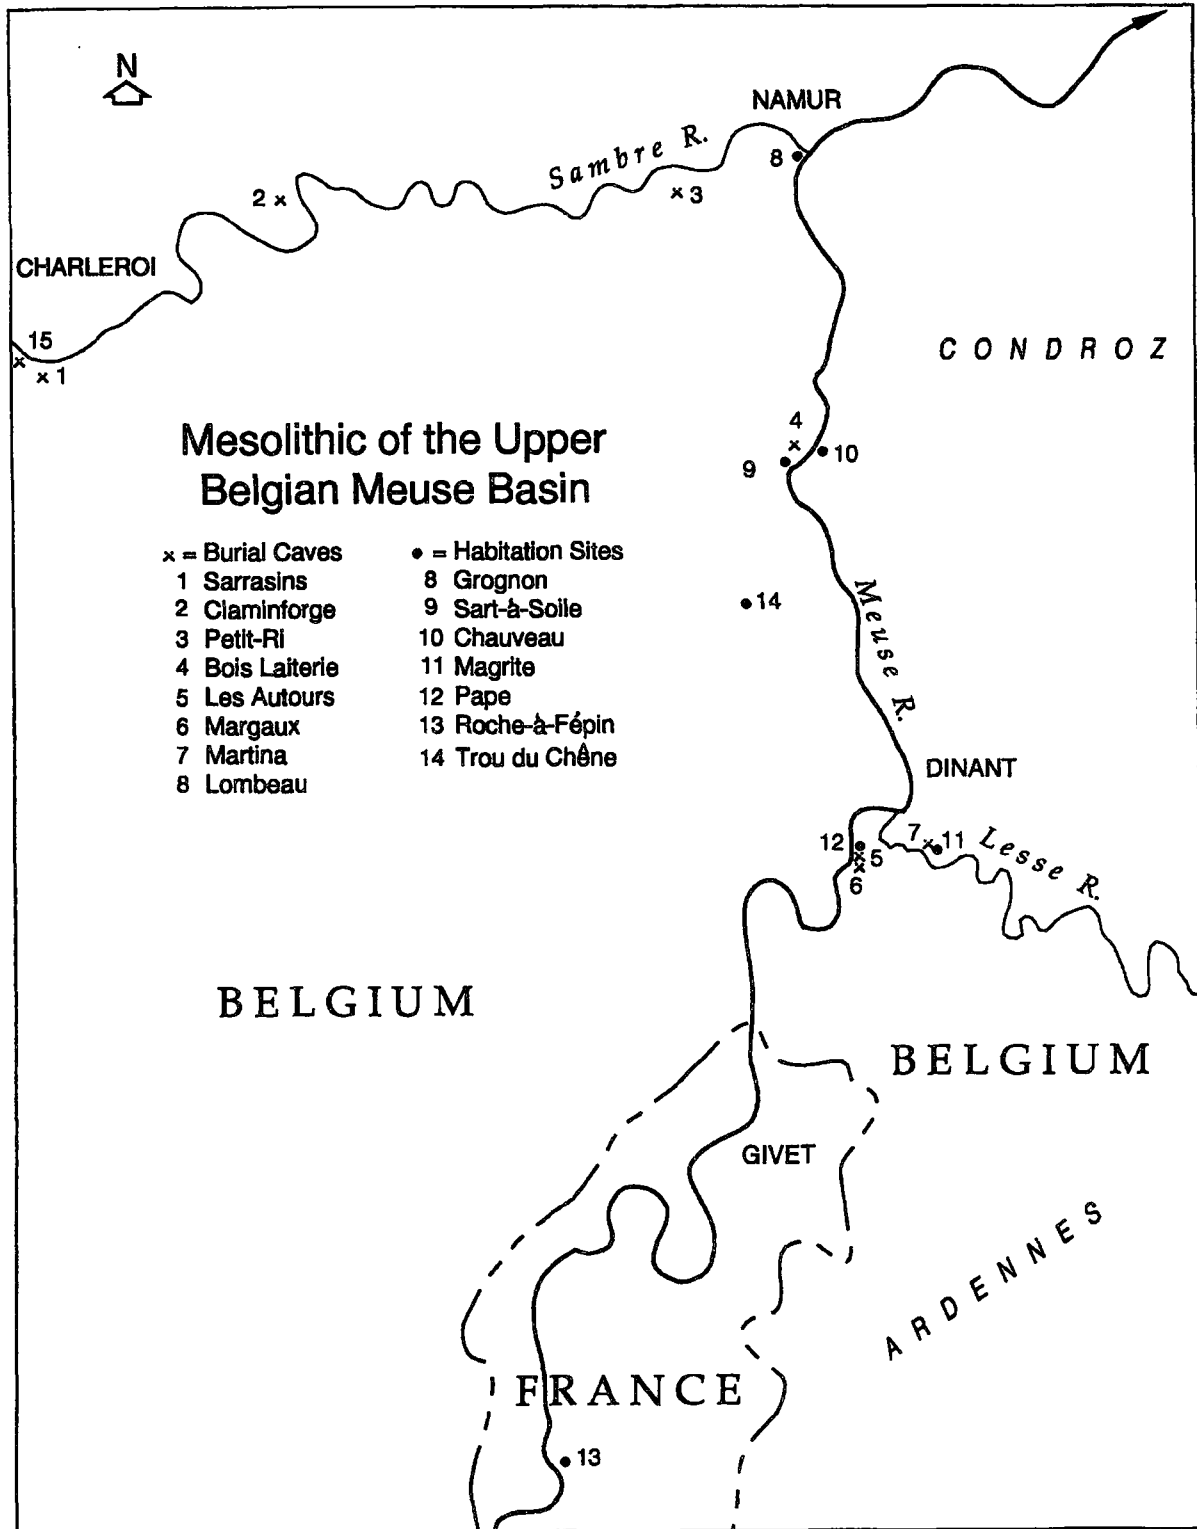 N
NAMUR
Sambre R.
8
2
3
CHARLEROI
15
1
CONDROZ
4
10
9
Mesolithic of the Upper
Belgian Meuse Basin
x = Burial Caves
1 Sarrasins
2 Claminforge
3 Petit-Ri
4 Bois Laiterie
5 Les Autours
6 Margaux
7 Martina
8 Lombeau
• = Habitation Sites
8 Grognon
9 Sart-à-Soile
10 Chauveau
11 Magrite
12 Pape
13 Roche-à-Fépin
14 Trou du Chêne
14
Meuse R.
DINANT
12
5
6
7
11
Lesse R.
BELGIUM
BELGIUM
GIVET
ARDENNES
FRANCE
13